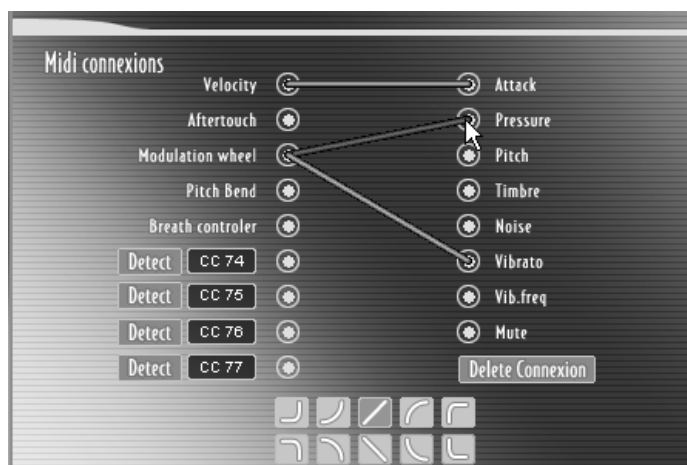 Midi connexions
Velocity Attack
Aftertouch Pressure
Modulation wheel Pitch
Pitch Bend Timbre
Breath controler Noise
Detect CC 74 Vibrato
Detect CC 75 Vib.freq
Detect CC 76 Mute
Detect CC 77 Delete Connexion